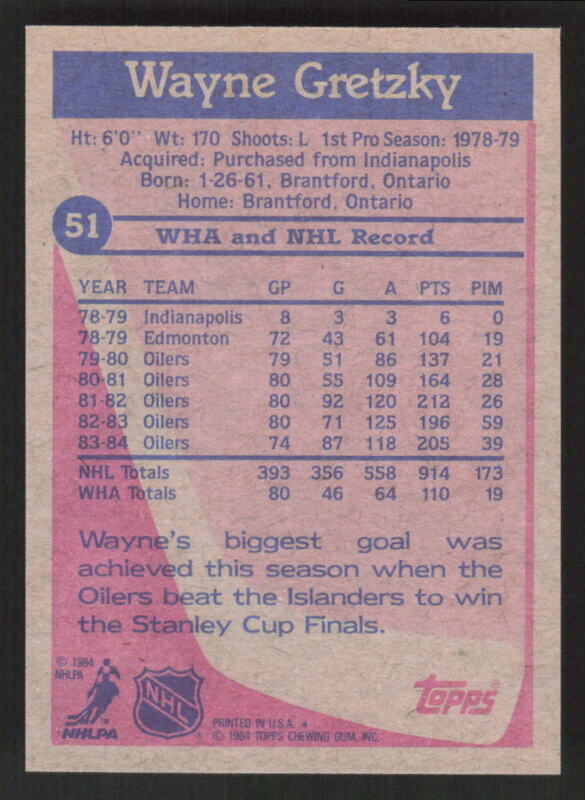 Wayne Gretzky
Ht: 6'0'' Wt: 170 Shoots: L 1st Pro Season: 1978-79
Acquired: Purchased from Indianapolis
Born: 1-26-61, Brantford, Ontario
Home: Brantford, Ontario
51
WHA and NHL Record
YEAR TEAM GP G A PTS PIM
78-79 Indianapolis 8 3 3 6 0
78-79 Edmonton 72 43 61 104 19
79-80 Oilers 79 51 86 137 21
80-81 Oilers 80 55 109 164 28
81-82 Oilers 80 92 120 212 26
82-83 Oilers 80 71 125 196 59
83-84 Oilers 74 87 118 205 39
NHL Totals 393 356 558 914 173
WHA Totals 80 46 64 110 19
Wayne's biggest goal was
achieved this season when the
Oilers beat the Islanders to win
the Stanley Cup Finals.
© 1984
NHLPA
NHLPA
TM
NHL
®
PRINTED IN U.S.A. *
© 1984 TOPPS CHEWING GUM, INC.
TOPPS®